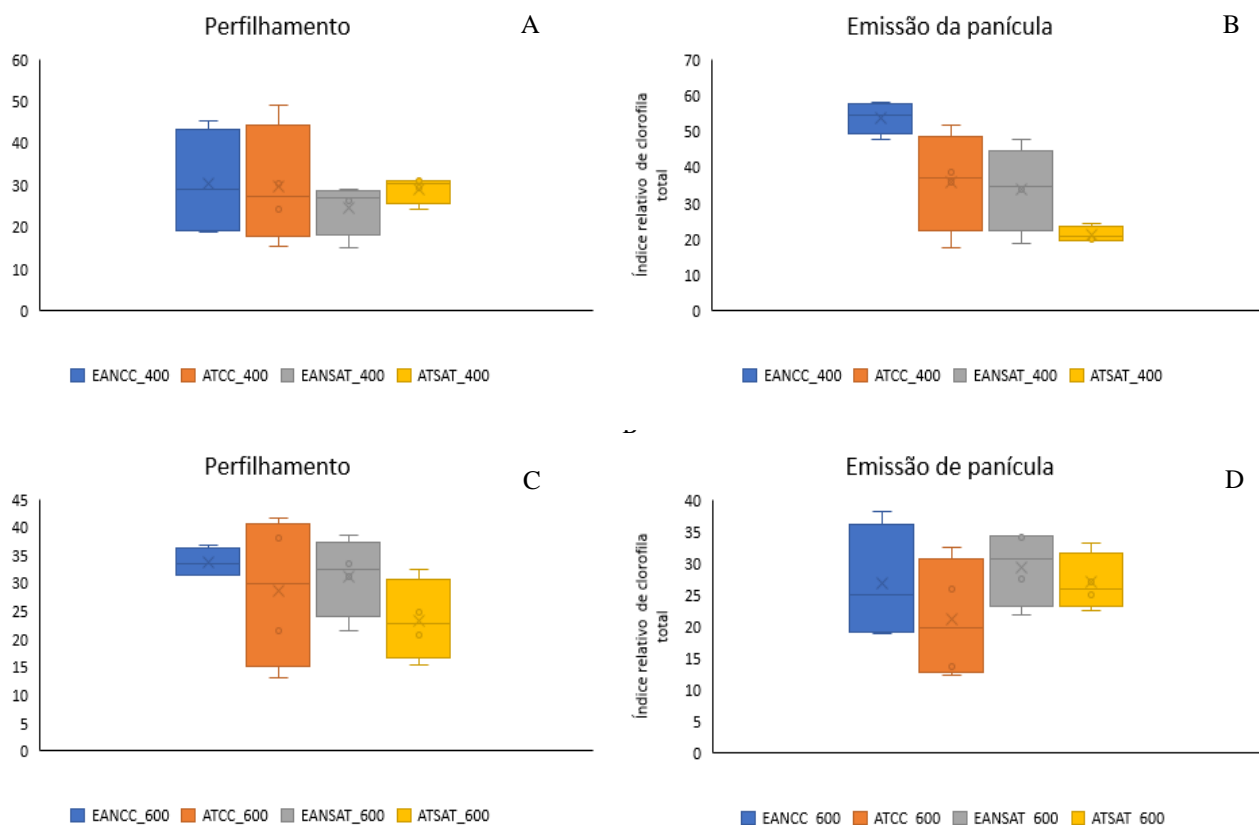 Perfilhamento
A
60
50
40
30
20
10
0
EANCC_400 ATCC_400 EANSAT_400 ATSAT_400
Emissão da panícula
B
Índice relativo de clorofila
total
70
60
50
40
30
20
10
0
EANCC_400 ATCC_400 EANSAT_400 ATSAT_400
Perfilhamento
C
45
40
35
30
25
20
15
10
5
0
EANCC_600 ATCC_600 EANSAT_600 ATSAT_600
Emissão de panícula
D
Índice relativo de clorofila
total
40
35
30
25
20
15
10
5
0
EANCC_600 ATCC_600 EANSAT_600 ATSAT_600